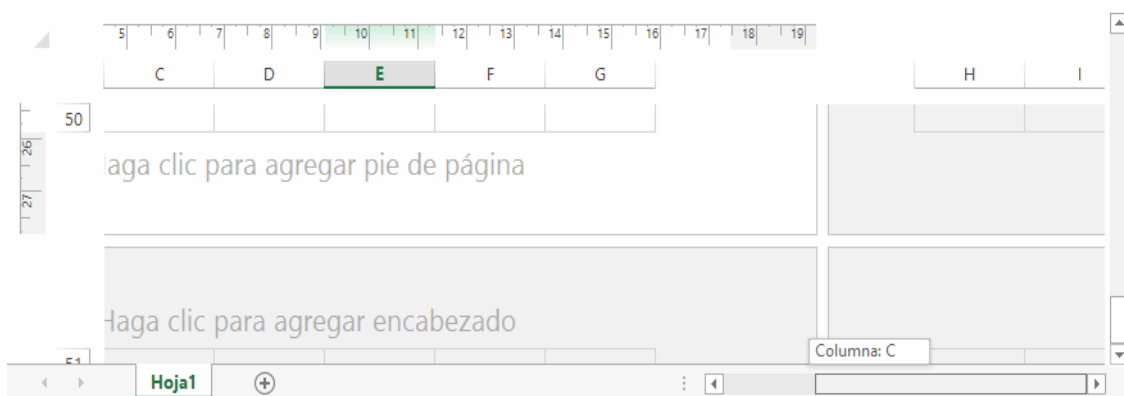 5 6 7 8 9 10 11 12 13 14 15 16 17 18 19
C D E F G H I
50
26
aga clic para agregar pie de página
27
Haga clic para agregar encabezado
Columna: C
51
Hoja1